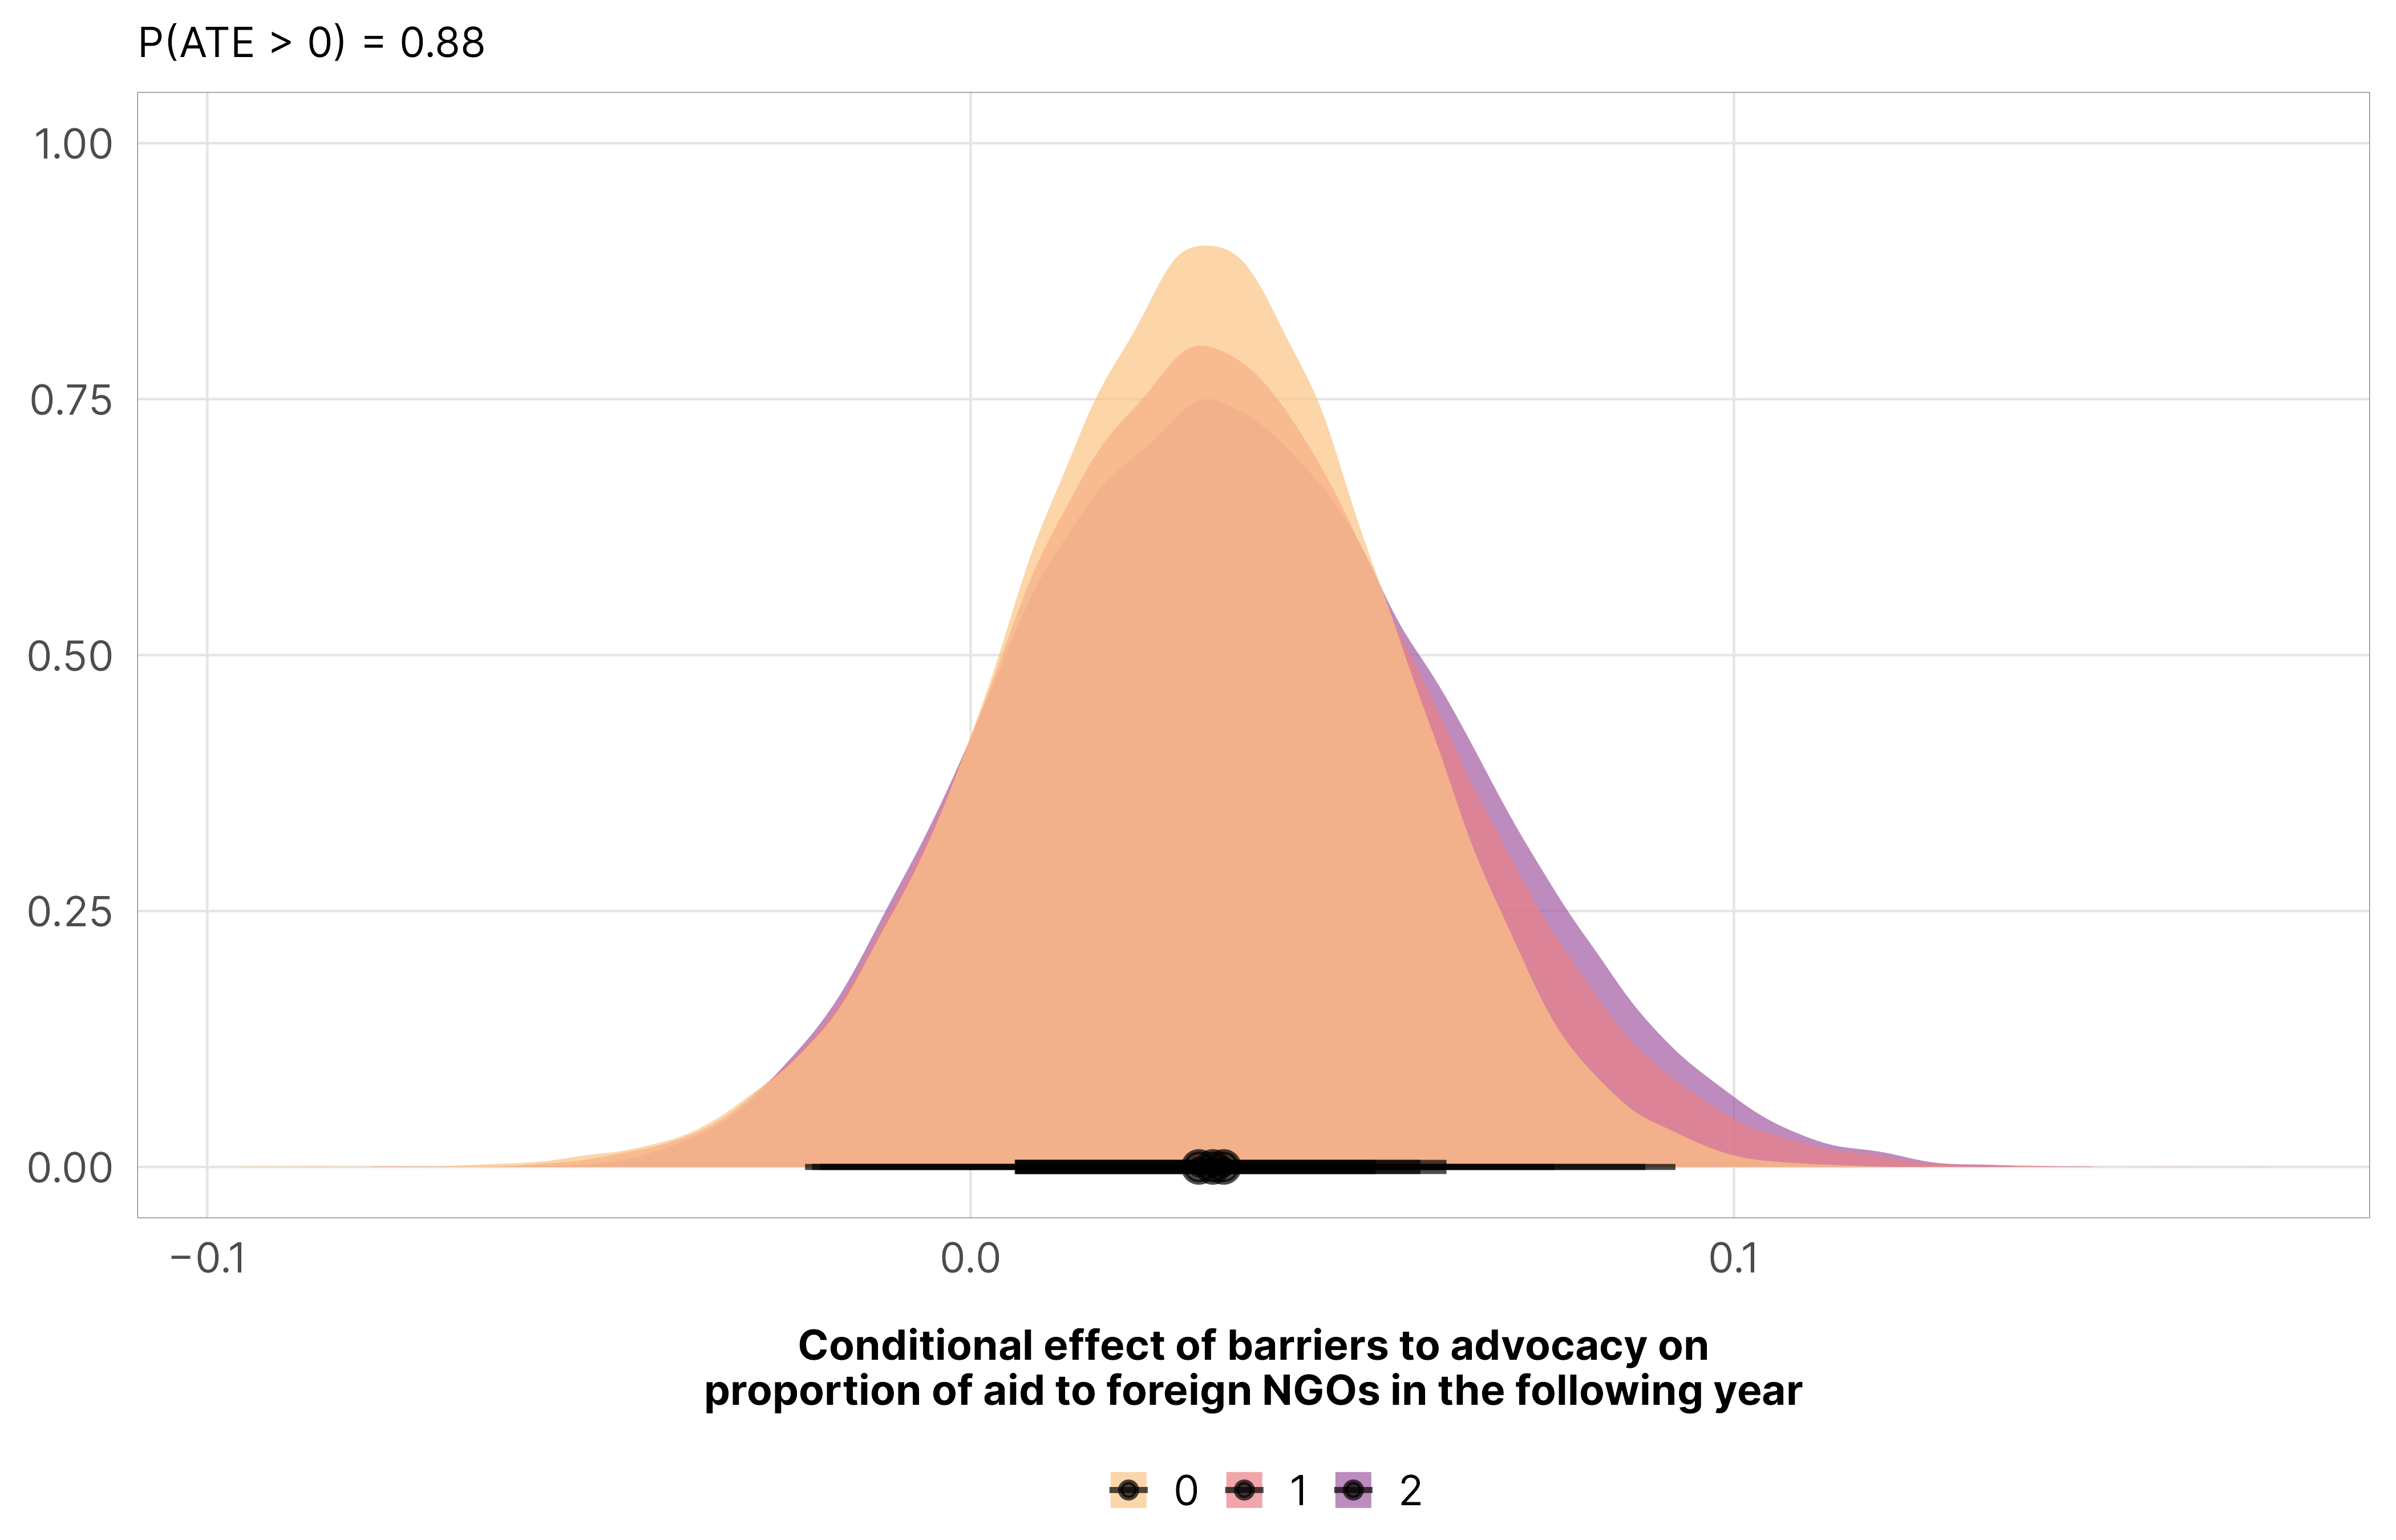 P(ATE > 0) = 0.88
1.00
0.75
0.50
0.25
0.00
−0.1 0.0 0.1
Conditional effect of barriers to advocacy on
proportion of aid to foreign NGOs in the following year
0 1 2